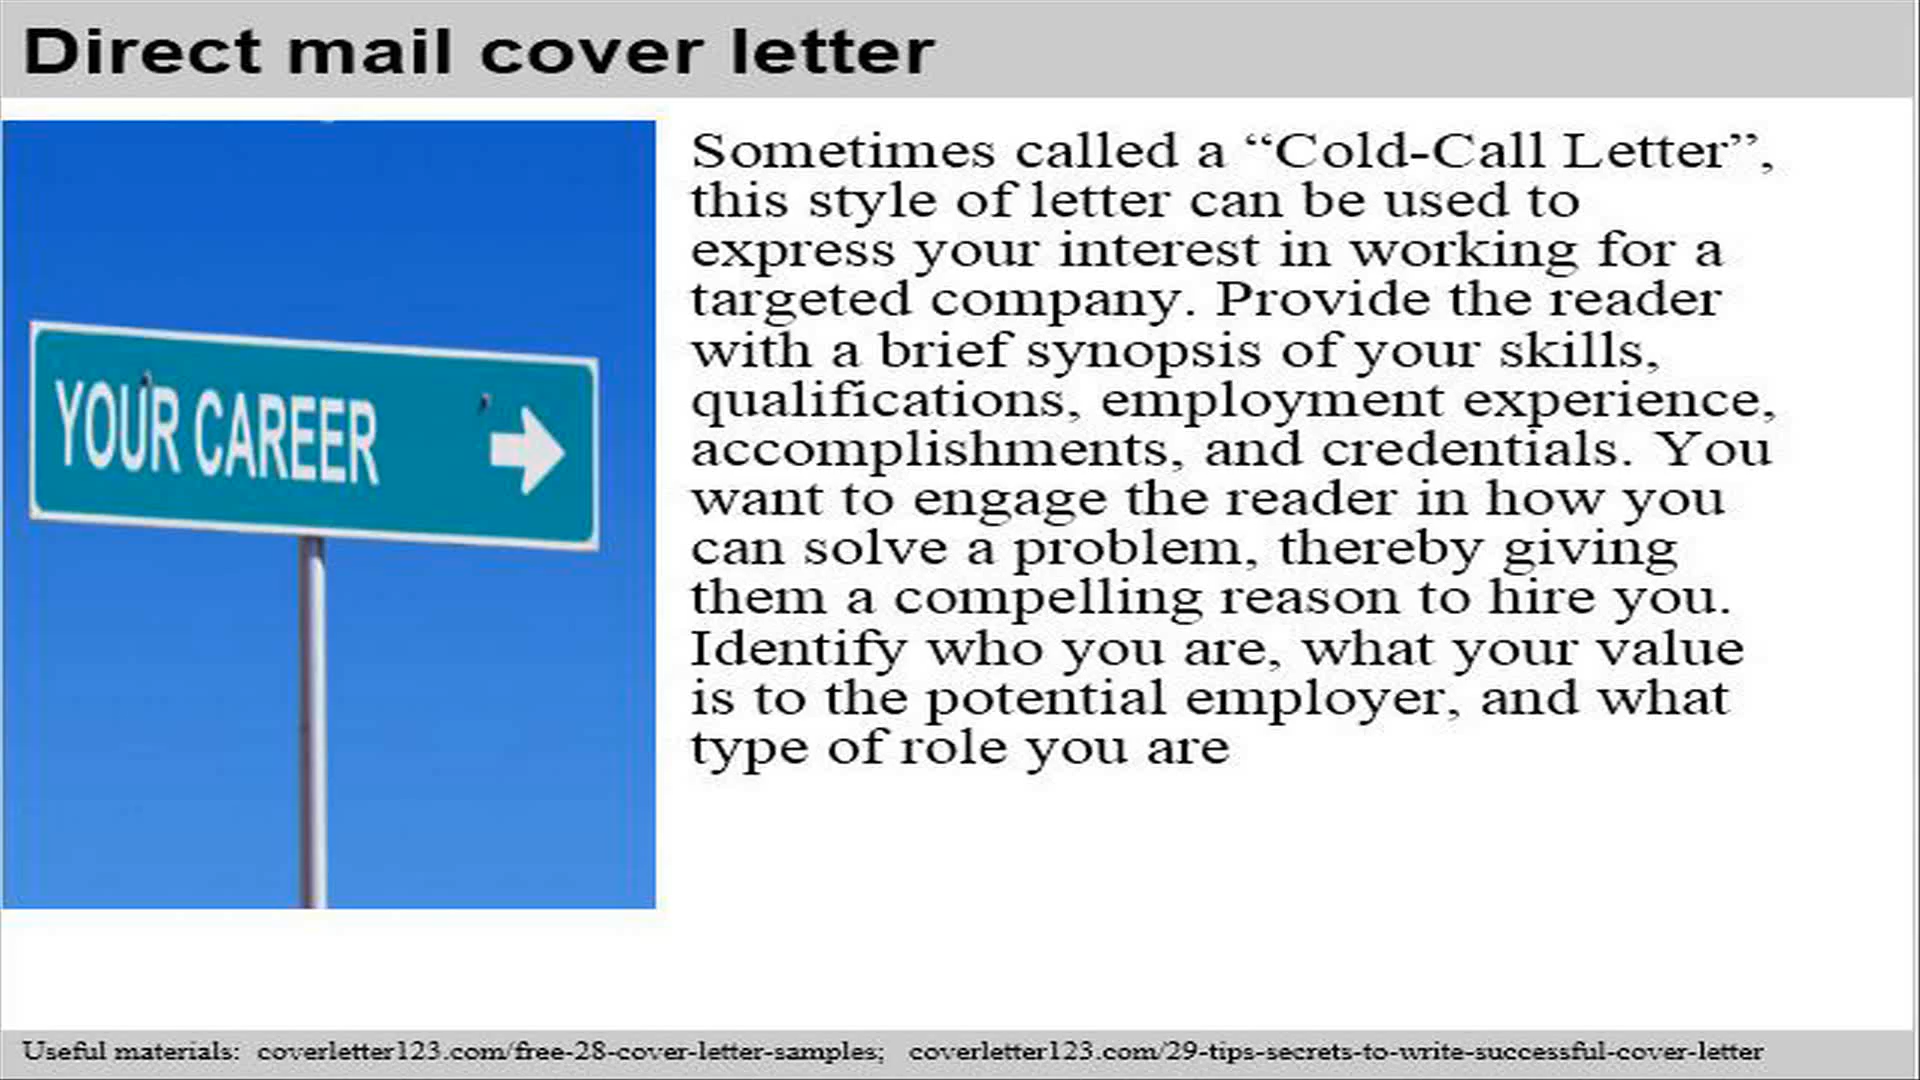 Direct mail cover letter
YOUR CAREER
Sometimes called a “Cold-Call Letter”,
this style of letter can be used to
express your interest in working for a
targeted company. Provide the reader
with a brief synopsis of your skills,
qualifications, employment experience,
accomplishments, and credentials. You
want to engage the reader in how you
can solve a problem, thereby giving
them a compelling reason to hire you.
Identify who you are, what your value
is to the potential employer, and what
type of role you are
Useful materials: coverletter123.com/free-28-cover-letter-samples; coverletter123.com/29-tips-secrets-to-write-successful-cover-letter